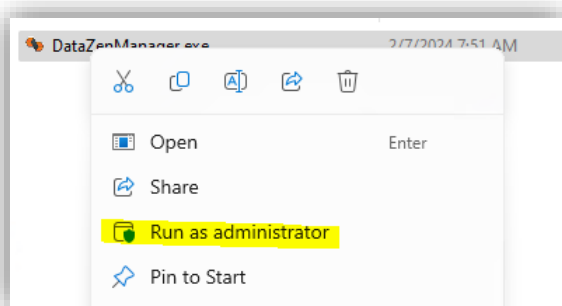 DataZenManager.exe 2/7/2024 7:51 AM
Open Enter
Share
Run as administrator
Pin to Start